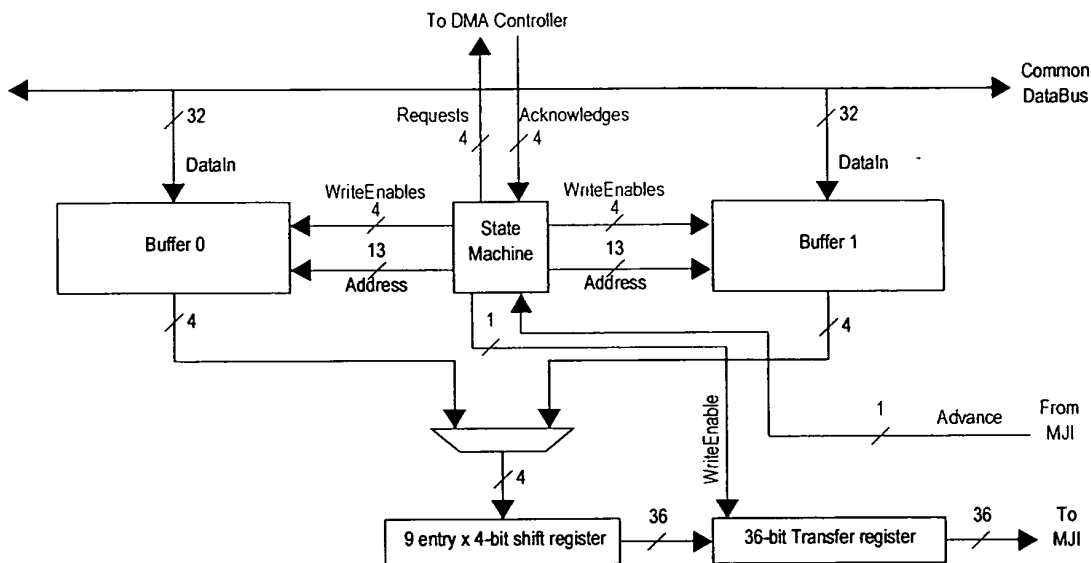 To DMA Controller
Common
DataBus
32
Requests
4
Acknowledges
4
32
DataIn
DataIn
WriteEnables
4
WriteEnables
4
Buffer 0
State
Machine
Buffer 1
13
Address
13
Address
4
1
4
WriteEnable
1
Advance
From
MJI
4
9 entry x 4-bit shift register
36
36-bit Transfer register
36
To
MJI